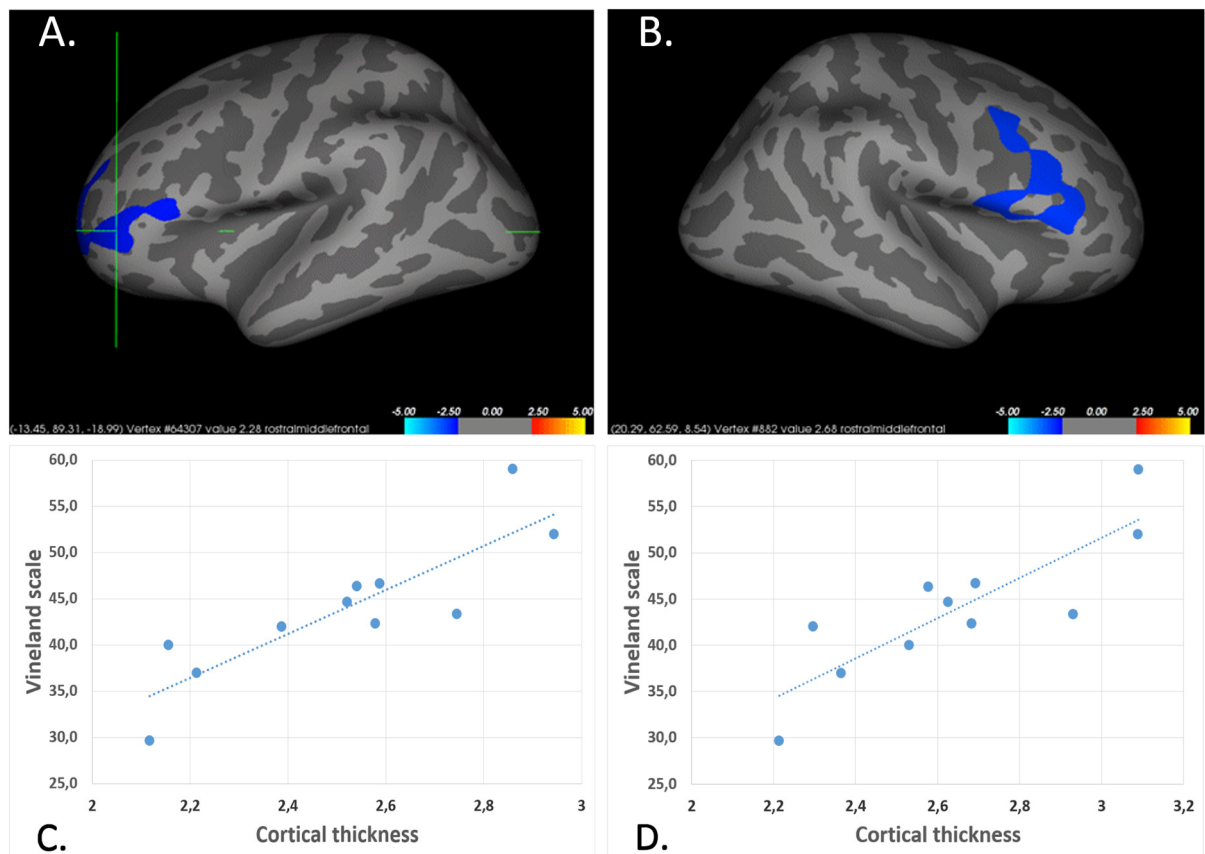 A.
B.
-5.00 -2.50 0.00 2.50 5.00
(-13.45, 89.31, -18.99) Vertex #64307 value 2.28 rostralmiddlefrontal
-5.00 -2.50 0.00 2.50 5.00
(20.29, 62.59, 8.54) Vertex #882 value 2.68 rostralmiddlefrontal
60,0
55,0
50,0
45,0
40,0
35,0
30,0
25,0
Vineland scale
2 2,2 2,4 2,6 2,8 3
Cortical thickness
C.
60,0
55,0
50,0
45,0
40,0
35,0
30,0
25,0
Vineland scale
2 2,2 2,4 2,6 2,8 3 3,2
Cortical thickness
D.